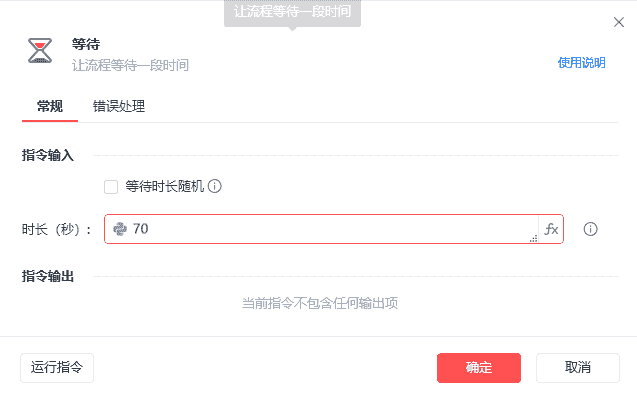 让流程等待一段时间
等待
让流程等待一段时间
使用说明
常规 错误处理
指令输入
等待时长随机
时长（秒）： 70 fx
指令输出
当前指令不包含任何输出项
运行指令 确定 取消